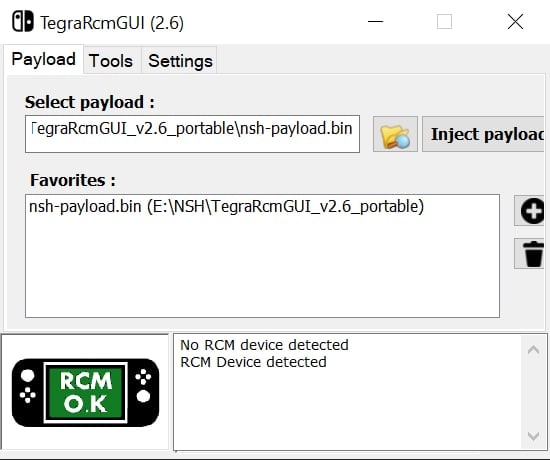 TegraRcmGUI (2.6)
Payload Tools Settings
Select payload :
TegraRcmGUI_v2.6_portable\nsh-payload.bin
Inject payload
Favorites :
nsh-payload.bin (E:\NSH\TegraRcmGUI_v2.6_portable)
RCM
O.K
No RCM device detected
RCM Device detected